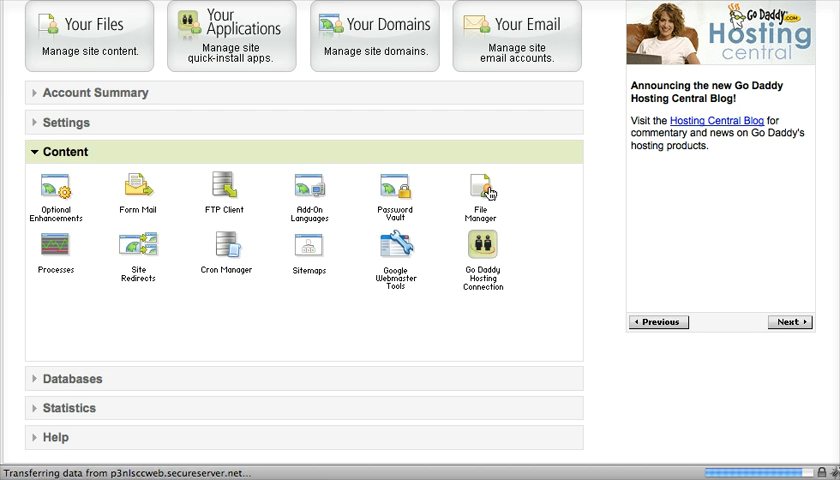 Your Files
Manage site content.
Your
Applications
Manage site
quick-install apps.
Your Domains
Manage site domains.
Your Email
Manage site
email accounts.
Go Daddy.COM
Hosting
central
Announcing the new Go Daddy
Hosting Central Blog!
Visit the Hosting Central Blog for
commentary and news on Go Daddy's
hosting products.
Previous
Next
Account Summary
Settings
Content
Optional
Enhancements
Form Mail
FTP Client
Add-On
Languages
Password
Vault
File
Manager
Processes
Site
Redirects
Cron Manager
Sitemaps
Google
Webmaster
Tools
Go Daddy
Hosting
Connection
Databases
Statistics
Help
Transferring data from p3nlsccweb.secureserver.net...